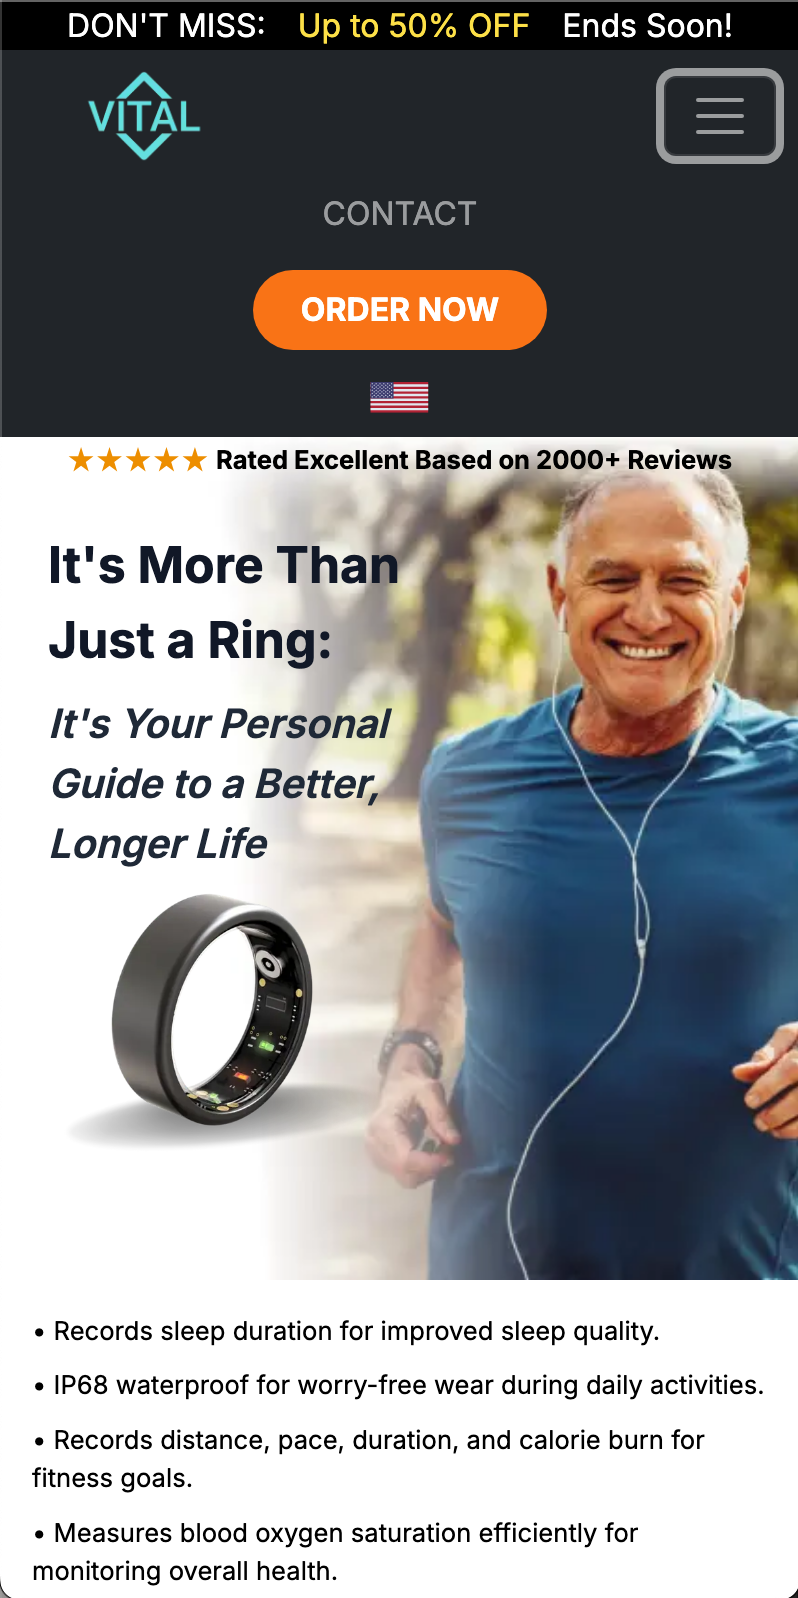 DON'T MISS: Up to 50% OFF Ends Soon!
VITAL
CONTACT
ORDER NOW
★★★★★ Rated Excellent Based on 2000+ Reviews
It's More Than
Just a Ring:
It's Your Personal
Guide to a Better,
Longer Life
• Records sleep duration for improved sleep quality.
• IP68 waterproof for worry-free wear during daily activities.
• Records distance, pace, duration, and calorie burn for
fitness goals.
• Measures blood oxygen saturation efficiently for
monitoring overall health.